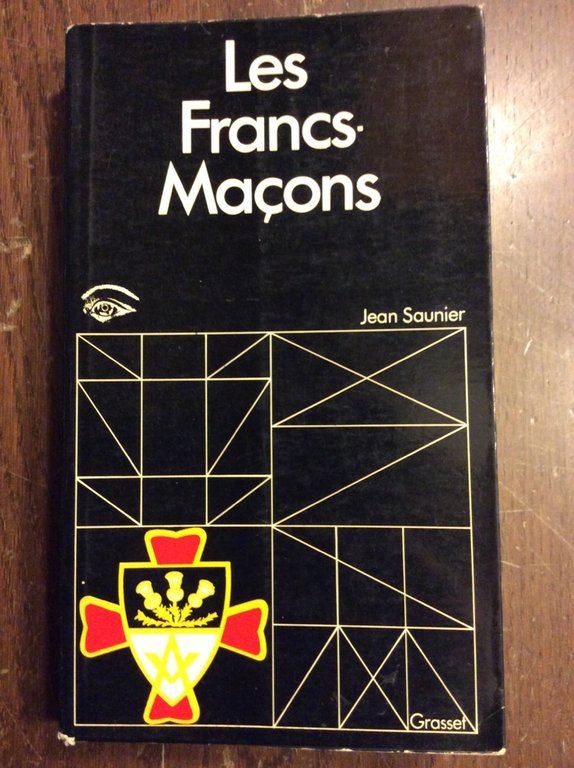 Les
Francs-
Maçons
Jean Saunier
Grasset